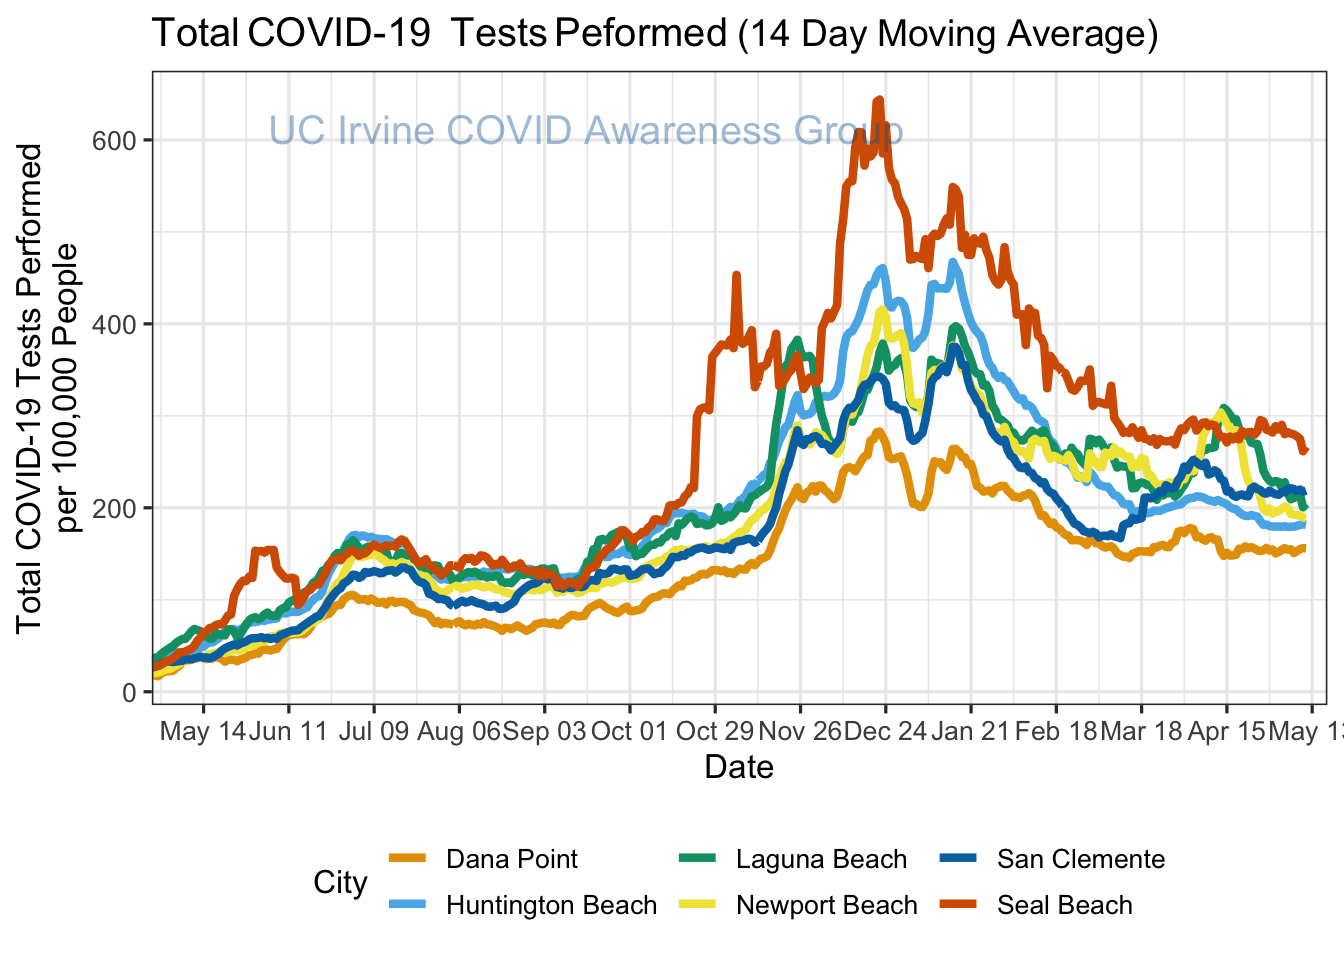 Total COVID-19 Tests Peformed (14 Day Moving Average)
UC Irvine COVID Awareness Group
Total COVID-19 Tests Performed
per 100,000 People
600
400
200
0
May 14 Jun 11 Jul 09 Aug 06 Sep 03 Oct 01 Oct 29 Nov 26 Dec 24 Jan 21 Feb 18 Mar 18 Apr 15 May 13
Date
City
Dana Point Laguna Beach San Clemente
Huntington Beach Newport Beach Seal Beach